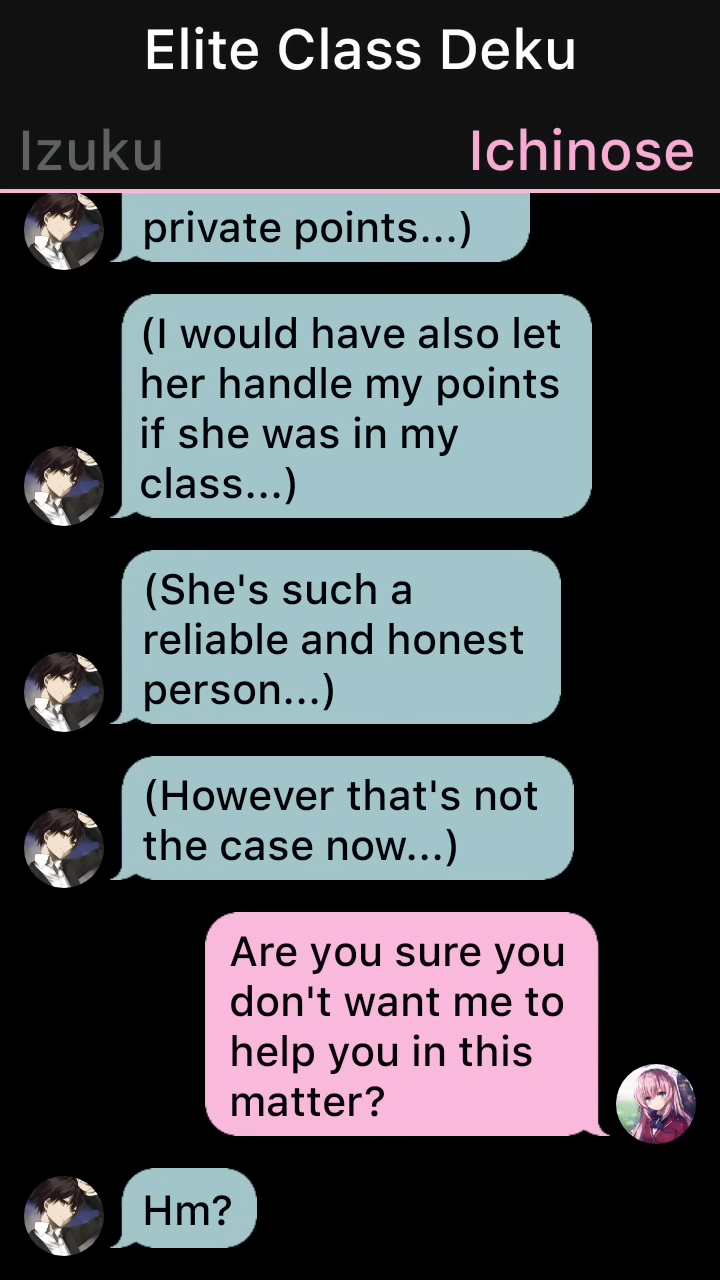 Elite Class Deku
Izuku
Ichinose
private points...)
(I would have also let
her handle my points
if she was in my
class...)
(She's such a
reliable and honest
person...)
(However that's not
the case now...)
Are you sure you
don't want me to
help you in this
matter?
Hm?